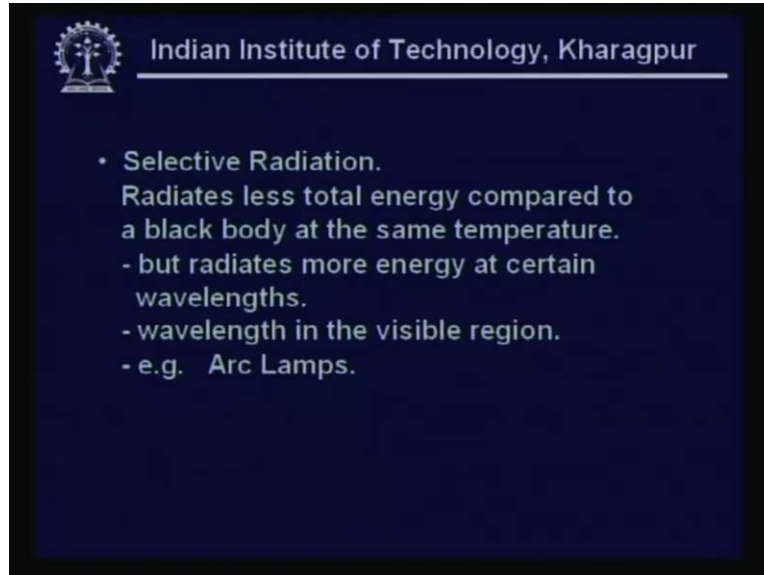 Indian Institute of Technology, Kharagpur
• Selective Radiation.
Radiates less total energy compared to
a black body at the same temperature.
- but radiates more energy at certain
wavelengths.
- wavelength in the visible region.
- e.g. Arc Lamps.